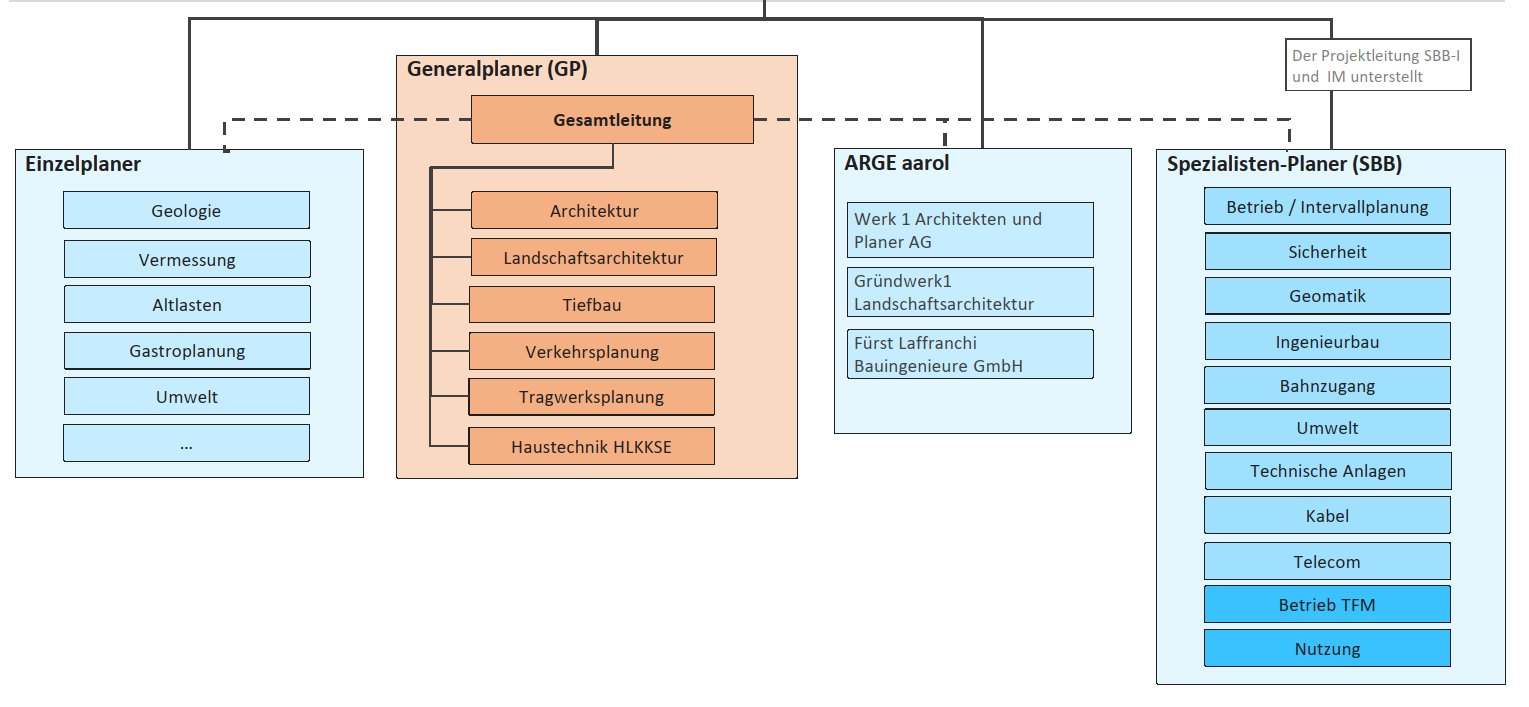 Der Projektleitung SBB-I
und IM unterstellt
Generalplaner (GP)
Gesamtleitung
Architektur
Landschaftsarchitektur
Tiefbau
Verkehrsplanung
Tragwerksplanung
Haustechnik HLKKSE
Einzelplaner
Geologie
Vermessung
Altlasten
Gastroplanung
Umwelt
...
ARGE aarol
Werk 1 Architekten und
Planer AG
Gründwerk1
Landschaftsarchitektur
Fürst Laffranchi
Bauingenieure GmbH
Spezialisten-Planer (SBB)
Betrieb / Intervallplanung
Sicherheit
Geomatik
Ingenieurbau
Bahnzugang
Umwelt
Technische Anlagen
Kabel
Telecom
Betrieb TFM
Nutzung